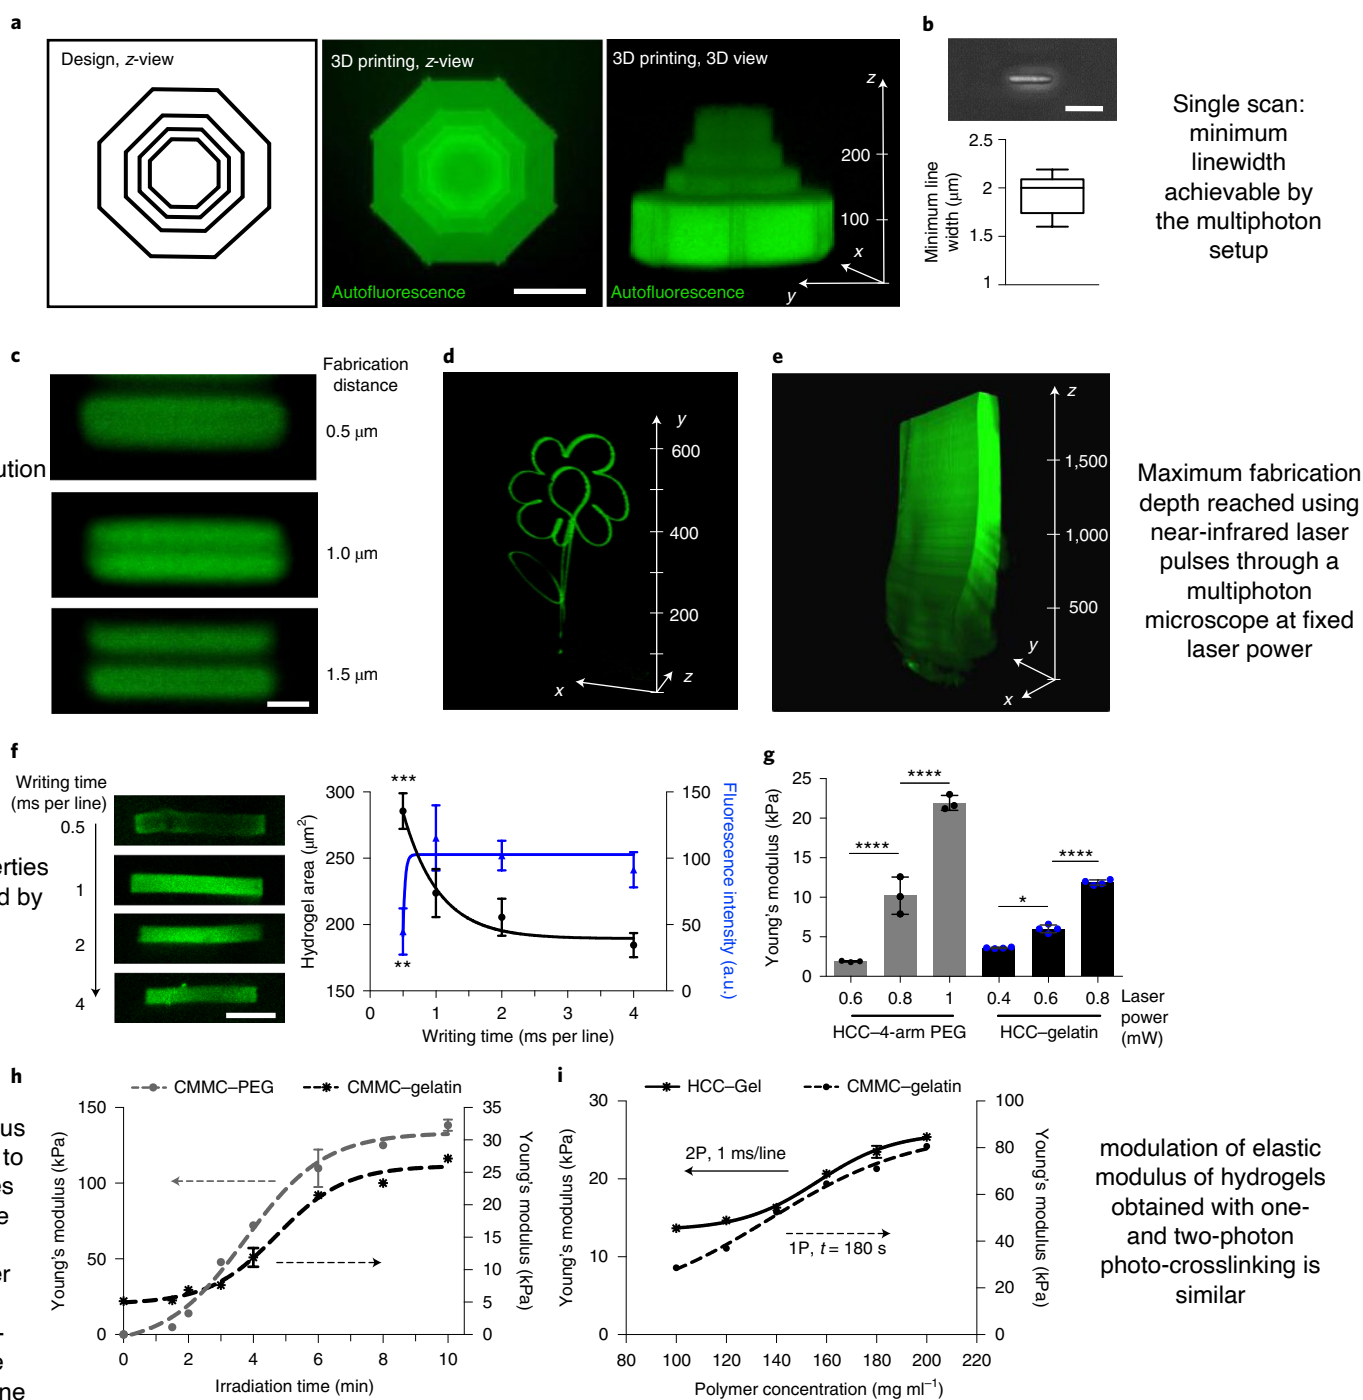 a
Design, z-view
3D printing, z-view
Autofluorescence
3D printing, 3D view
Autofluorescence
z
200
100
x
y
b
2.5
2
1.5
1
Minimum line
width (μm)
Single scan:
minimum
linewidth
achievable by
the multiphoton
setup
c
Fabrication
distance
0.5 μm
1.0 μm
1.5 μm
ution
d
y
600
400
200
x
z
e
z
1,500
1,000
500
y
x
Maximum fabrication
depth reached using
near-infrared laser
pulses through a
multiphoton
microscope at fixed
laser power
f
Writing time
(ms per line)
0.5
1
2
4
erties
d by
300
250
200
150
Hydrogel area (μm²)
***
**
150
100
50
0
Fluorescence intensity (a.u.)
0 1 2 3 4
Writing time (ms per line)
g
25
20
15
10
5
0
Young's modulus (kPa)
****
****
*
****
0.6 0.8 1 0.4 0.6 0.8
Laser
power
(mW)
HCC–4-arm PEG
HCC–gelatin
h
CMMC–PEG
CMMC–gelatin
150
100
50
0
Young's modulus (kPa)
35
30
25
20
15
10
5
0
Young's modulus (kPa)
0 2 4 6 8 10
Irradiation time (min)
us
to
es
e
er
-
e
ne
i
HCC–Gel
CMMC–gelatin
30
20
10
0
Young's modulus (kPa)
2P, 1 ms/line
1P, t = 180 s
100
80
60
40
20
0
Young's modulus (kPa)
80 100 120 140 160 180 200 220
Polymer concentration (mg ml⁻¹)
modulation of elastic
modulus of hydrogels
obtained with one-
and two-photon
photo-crosslinking is
similar